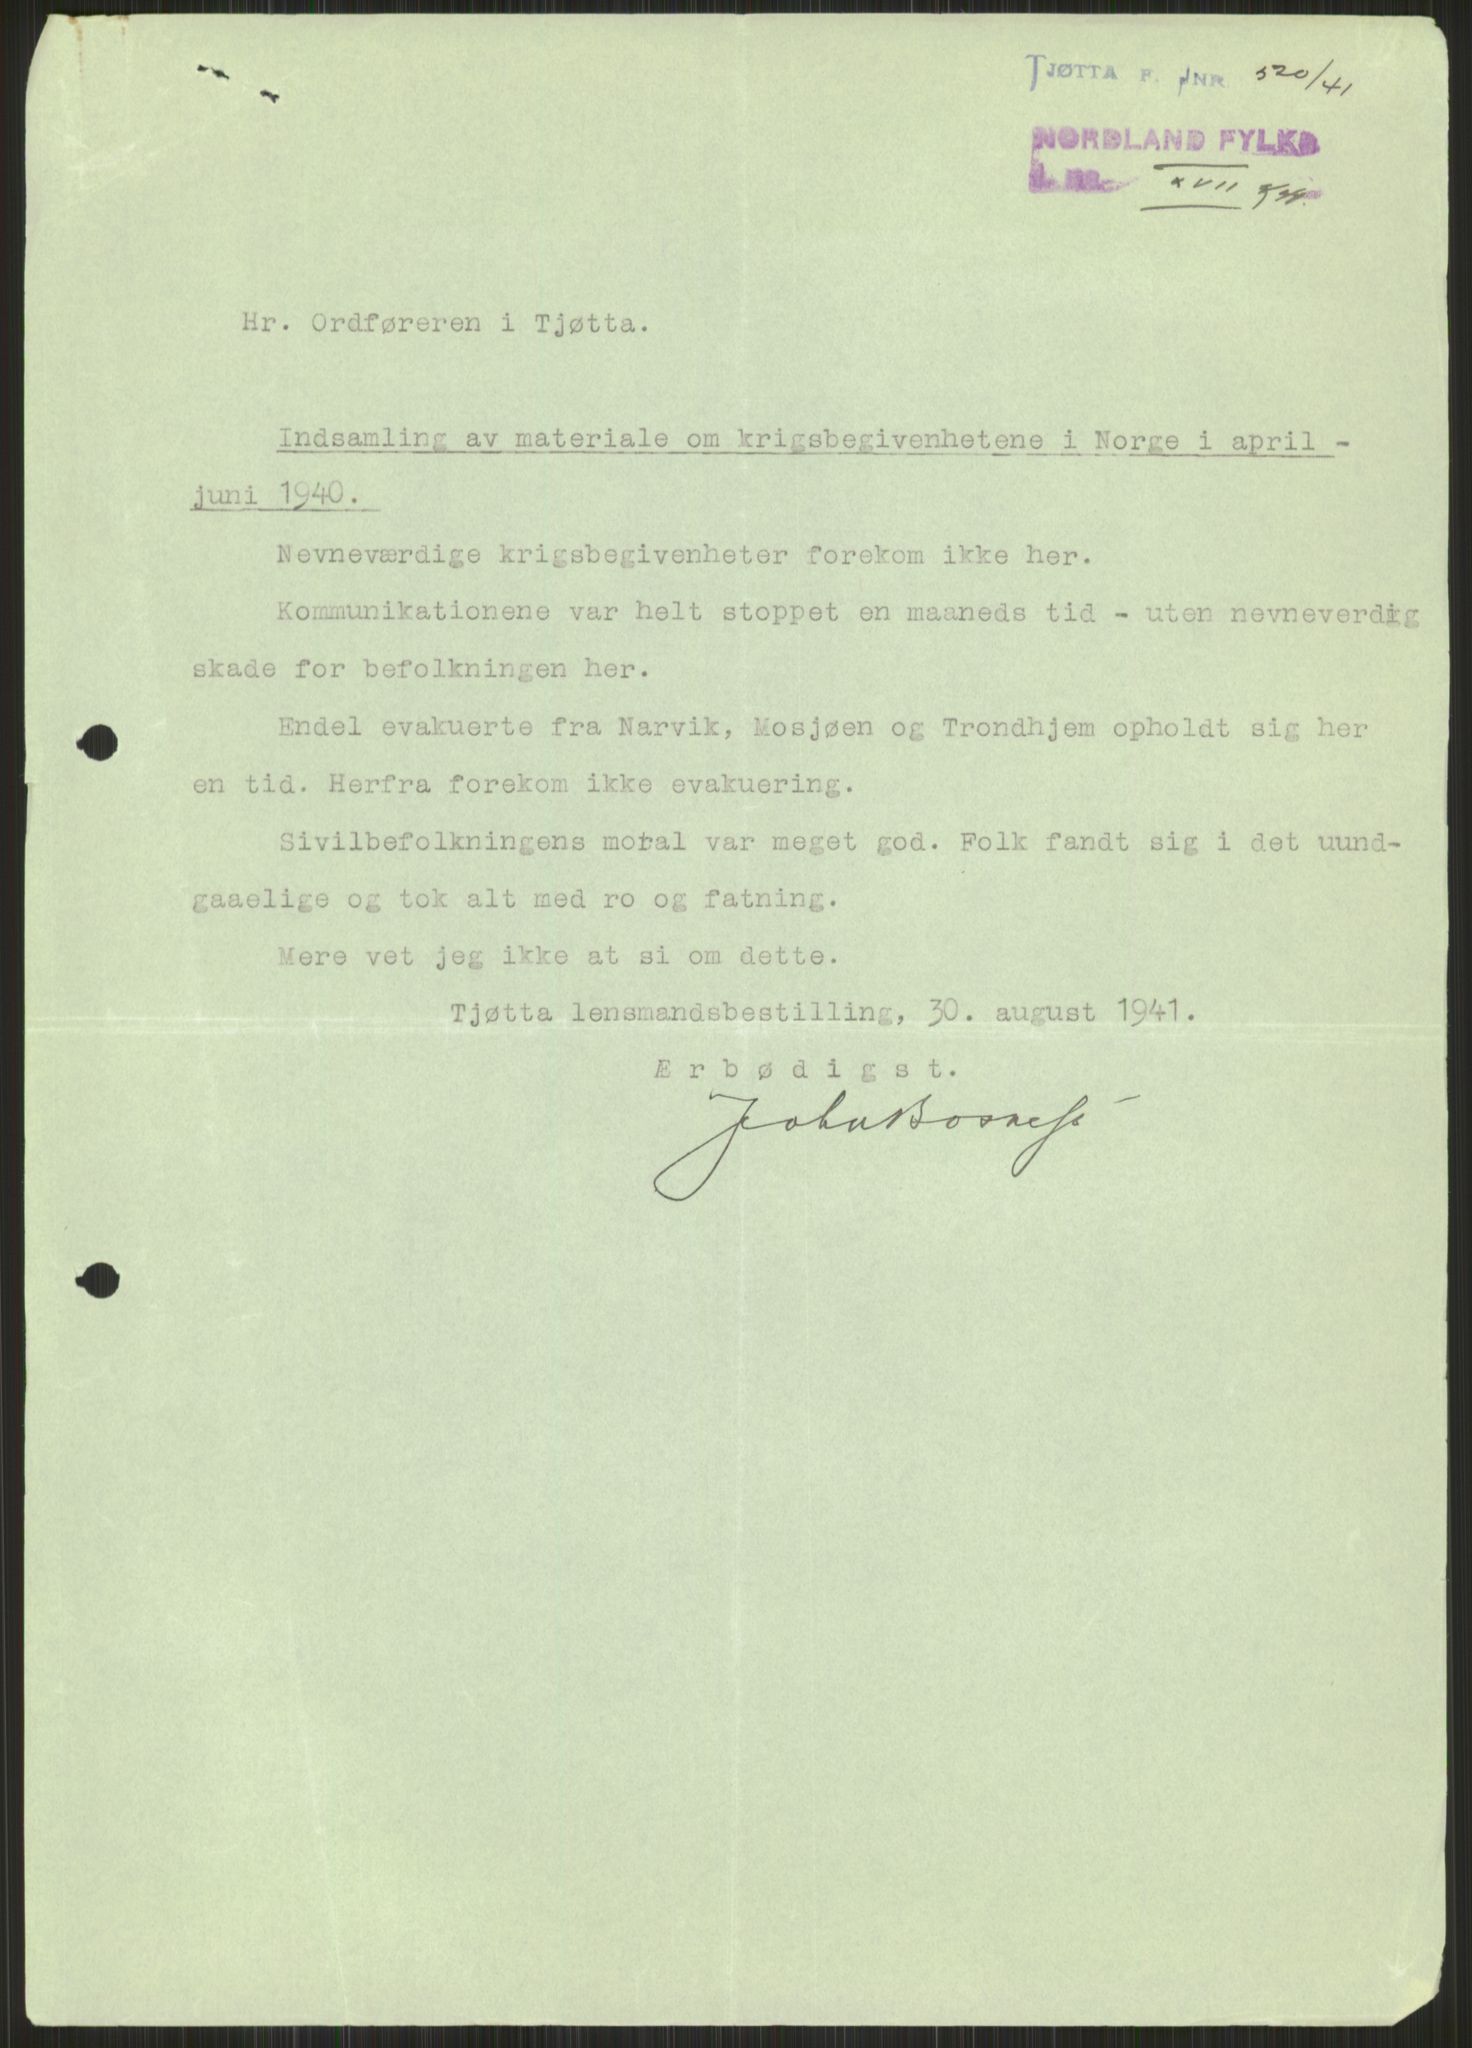 TJØTTA F. JNR. 520/41
NORDLAND FYLKE
J. nr. XVII
Hr. Ordføreren i Tjøtta.
Indsamling av materiale om krigsbegivenhetene i Norge i april -
juni 1940.
Nevneværdige krigsbegivenheter forekom ikke her.
Kommunikationene var helt stoppet en maaneds tid - uten nevneverdig
skade for befolkningen her.
Endel evakuerte fra Narvik, Mosjøen og Trondhjem opholdt sig her
en tid. Herfra forekom ikke evakuering.
Sivilbefolkningens moral var meget god. Folk fandt sig i det uund-
gaaelige og tok alt med ro og fatning.
Mere vet jeg ikke at si om dette.
Tjøtta lensmandsbestilling, 30. august 1941.
Ærbødigst.
John Bosness